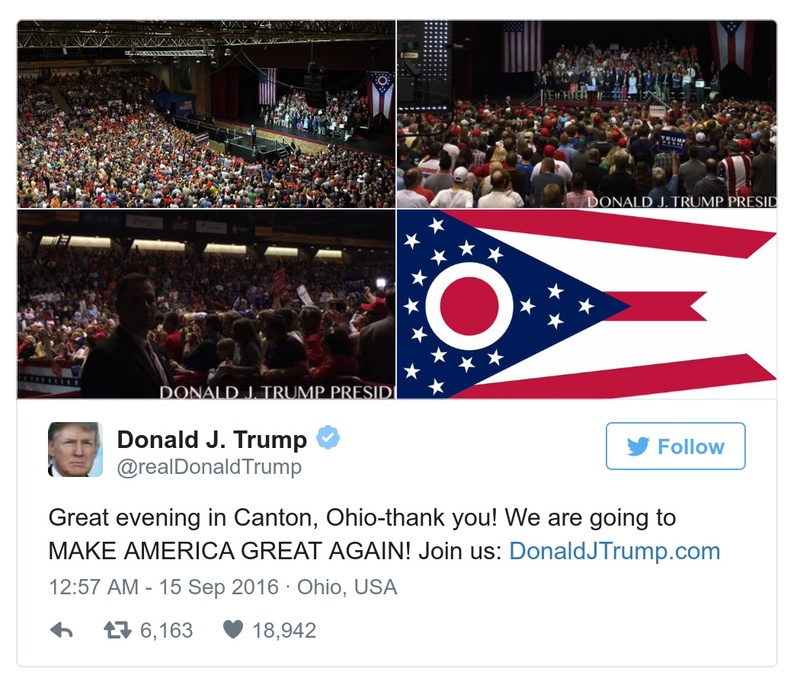 TRUMP
DONALD J. TRUMP PRESID
DONALD J. TRUMP PRESID
Donald J. Trump
@realDonaldTrump
Follow
Great evening in Canton, Ohio-thank you! We are going to
MAKE AMERICA GREAT AGAIN! Join us: DonaldJTrump.com
12:57 AM - 15 Sep 2016 · Ohio, USA
6,163 18,942